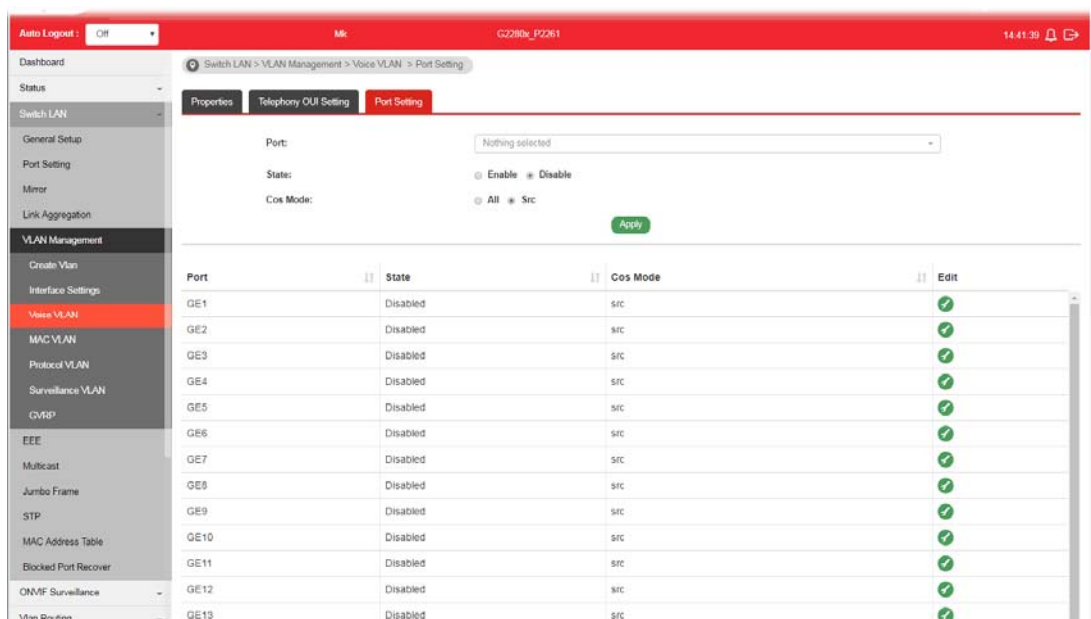 Auto Logout : Off Mk G2280x_P2261 14:41:39
Dashboard
Status
Switch LAN
General Setup
Port Setting
Mirror
Link Aggregation
VLAN Management
Create Vlan
Interface Settings
Voice VLAN
MAC VLAN
Protocol VLAN
Surveillance VLAN
GVRP
EEE
Multicast
Jumbo Frame
STP
MAC Address Table
Blocked Port Recover
ONVIF Surveillance
Vlan Routing
Switch LAN > VLAN Management > Voice VLAN > Port Setting
Properties Telephony OUI Setting Port Setting
Port: Nothing selected
State: Enable Disable
Cos Mode: All Src
Apply
Port State Cos Mode Edit
GE1 Disabled src
GE2 Disabled src
GE3 Disabled src
GE4 Disabled src
GE5 Disabled src
GE6 Disabled src
GE7 Disabled src
GE8 Disabled src
GE9 Disabled src
GE10 Disabled src
GE11 Disabled src
GE12 Disabled src
GE13 Disabled src